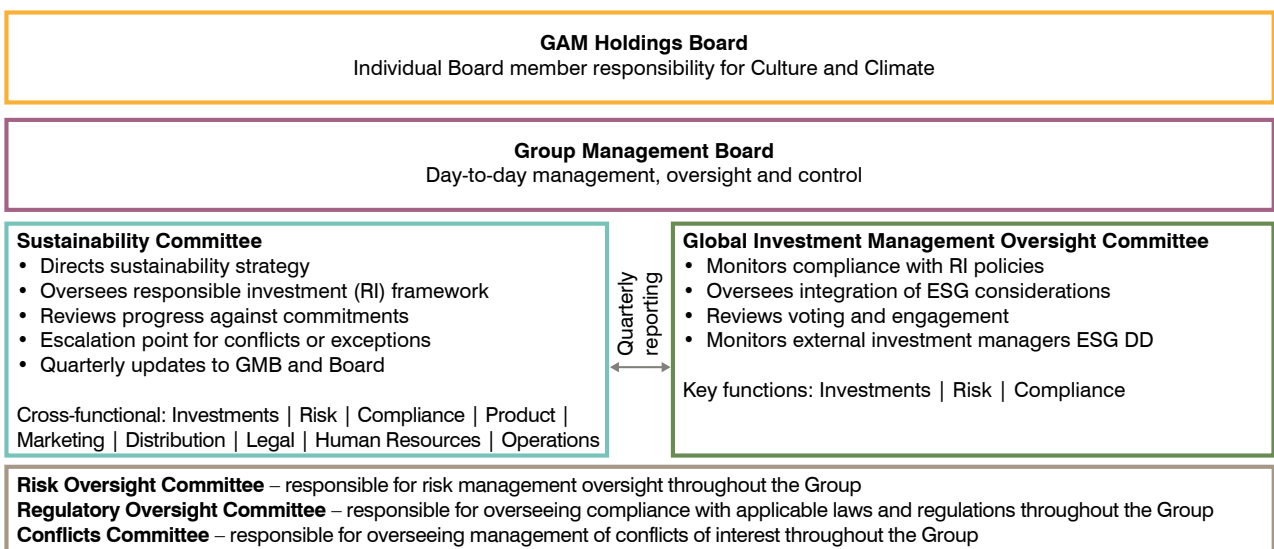 GAM Holdings Board
Individual Board member responsibility for Culture and Climate
Group Management Board
Day-to-day management, oversight and control
Sustainability Committee
• Directs sustainability strategy
• Oversees responsible investment (RI) framework
• Reviews progress against commitments
• Escalation point for conflicts or exceptions
• Quarterly updates to GMB and Board
Cross-functional: Investments | Risk | Compliance | Product |
Marketing | Distribution | Legal | Human Resources | Operations
Quarterly
reporting
Global Investment Management Oversight Committee
• Monitors compliance with RI policies
• Oversees integration of ESG considerations
• Reviews voting and engagement
• Monitors external investment managers ESG DD
Key functions: Investments | Risk | Compliance
Risk Oversight Committee – responsible for risk management oversight throughout the Group
Regulatory Oversight Committee – responsible for overseeing compliance with applicable laws and regulations throughout the Group
Conflicts Committee – responsible for overseeing management of conflicts of interest throughout the Group